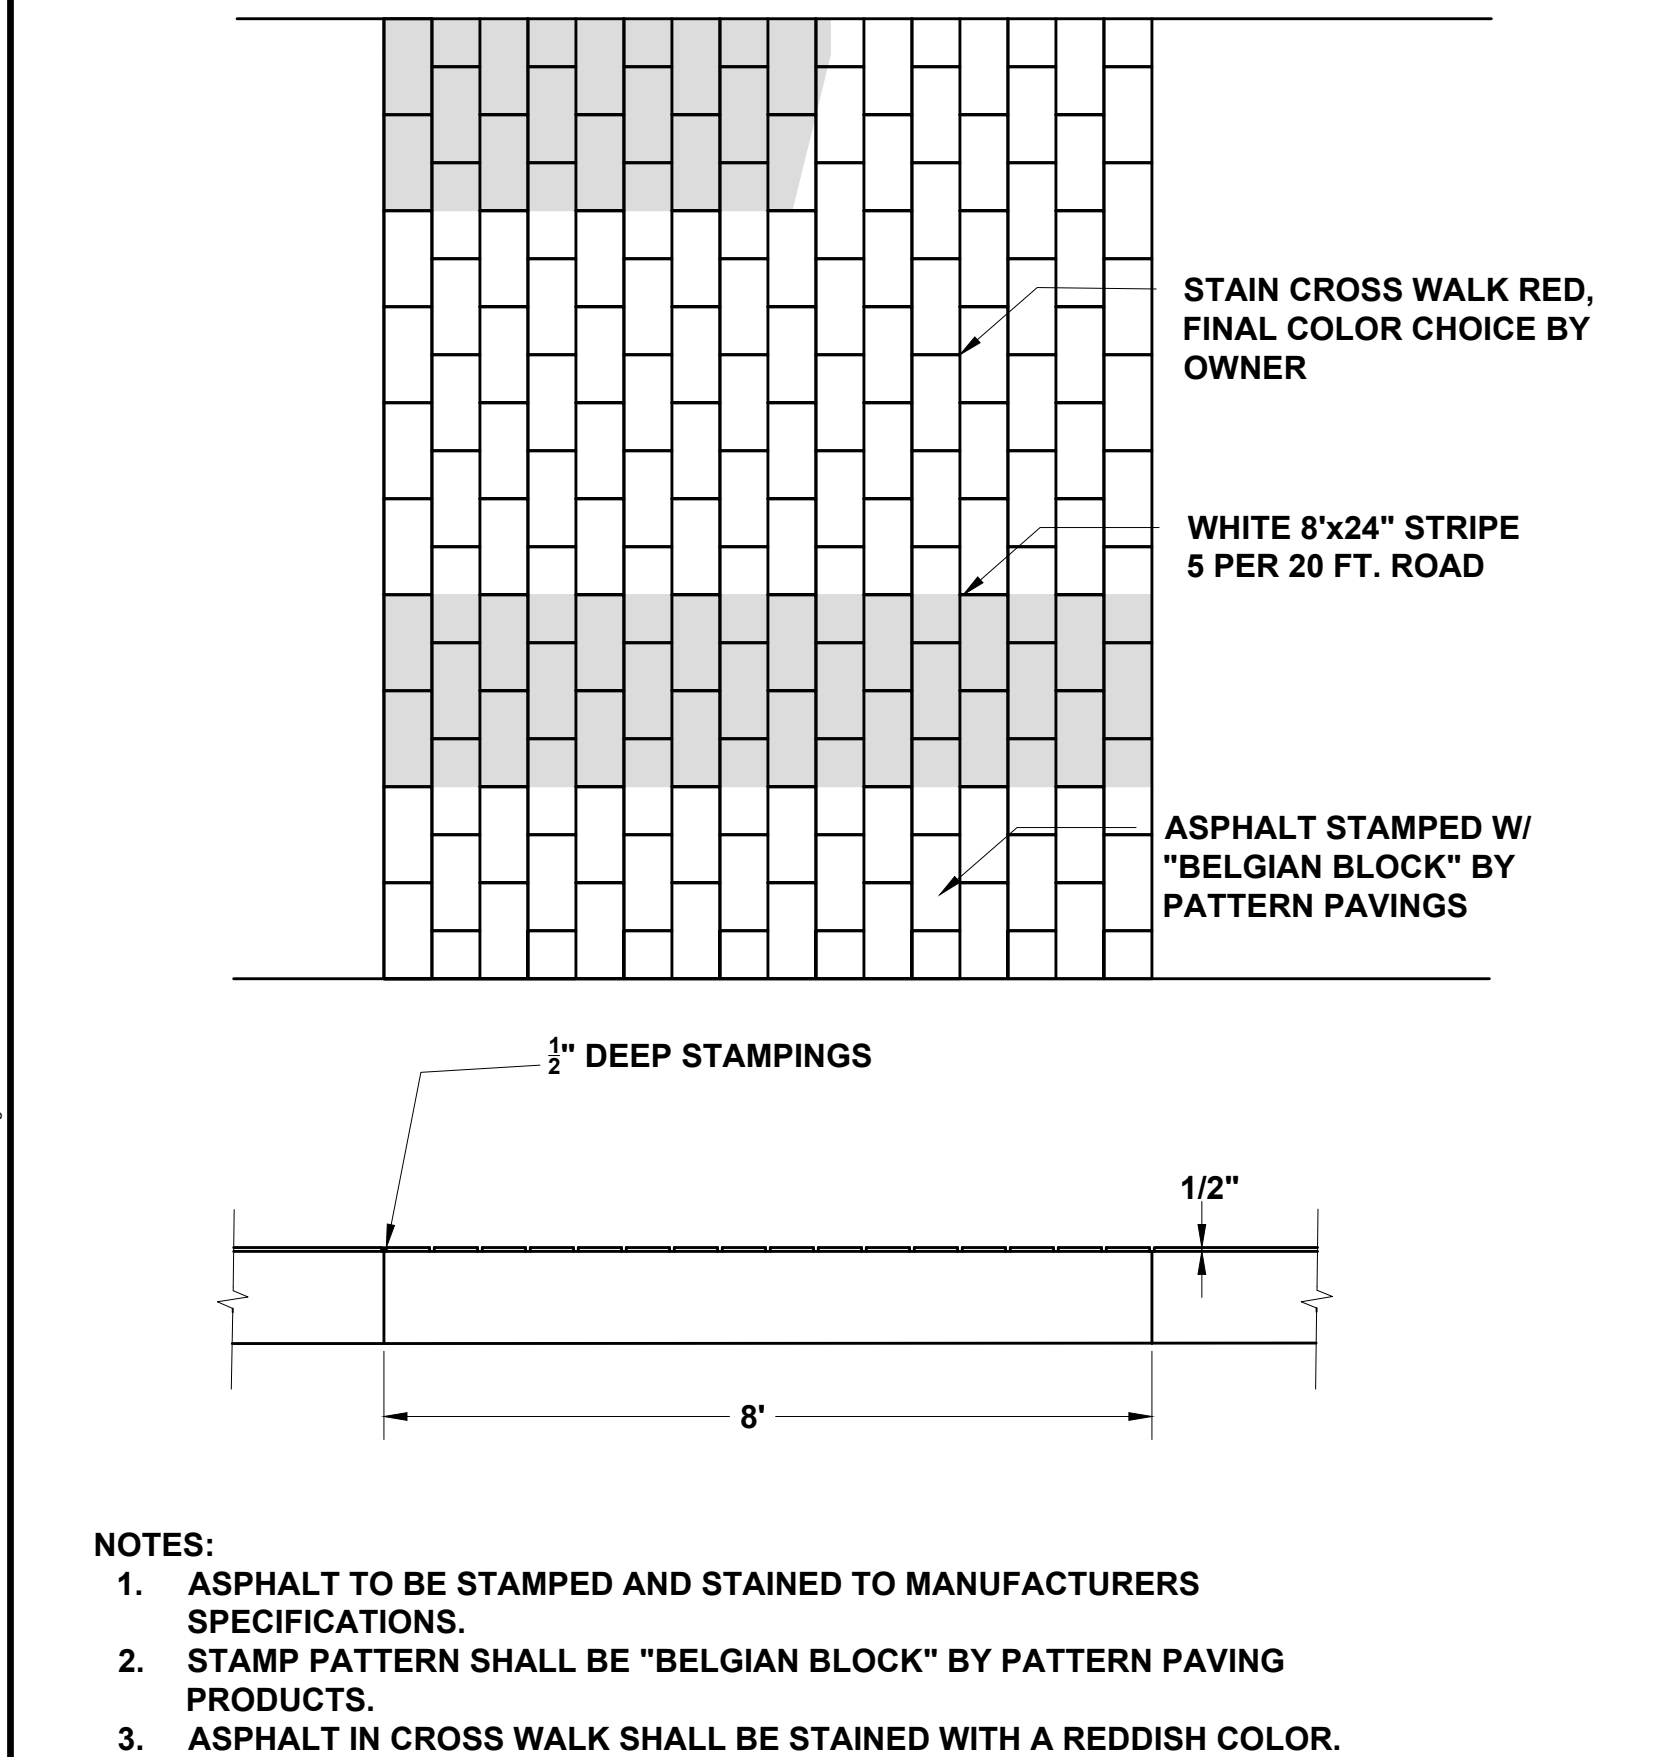 STAIN CROSS WALK RED,
FINAL COLOR CHOICE BY
OWNER
WHITE 8'x24" STRIPE
5 PER 20 FT. ROAD
ASPHALT STAMPED W/
"BELGIAN BLOCK" BY
PATTERN PAVINGS
½" DEEP STAMPINGS
1/2"
8'
NOTES:
1. ASPHALT TO BE STAMPED AND STAINED TO MANUFACTURERS
SPECIFICATIONS.
2. STAMP PATTERN SHALL BE "BELGIAN BLOCK" BY PATTERN PAVING
PRODUCTS.
3. ASPHALT IN CROSS WALK SHALL BE STAINED WITH A REDDISH COLOR.